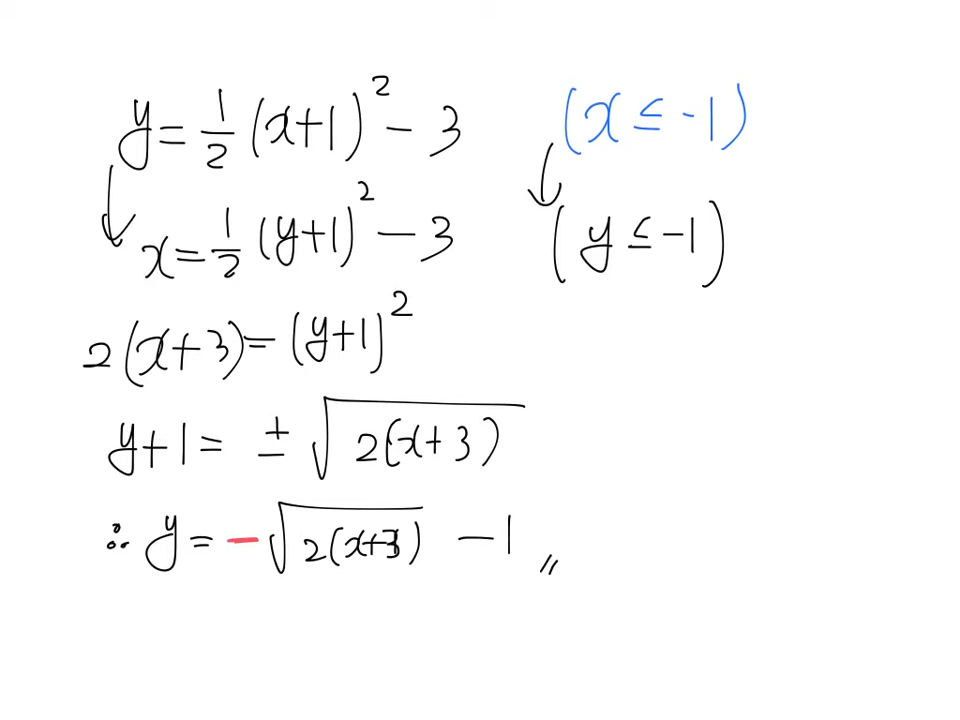 y = 1/2 (x+1)² - 3 (x ≤ -1)
x = 1/2 (y+1)² - 3 (y ≤ -1)
2(x+3) = (y+1)²
y+1 = ± √2(x+3)
∴ y = -√2(x+3) - 1 〃